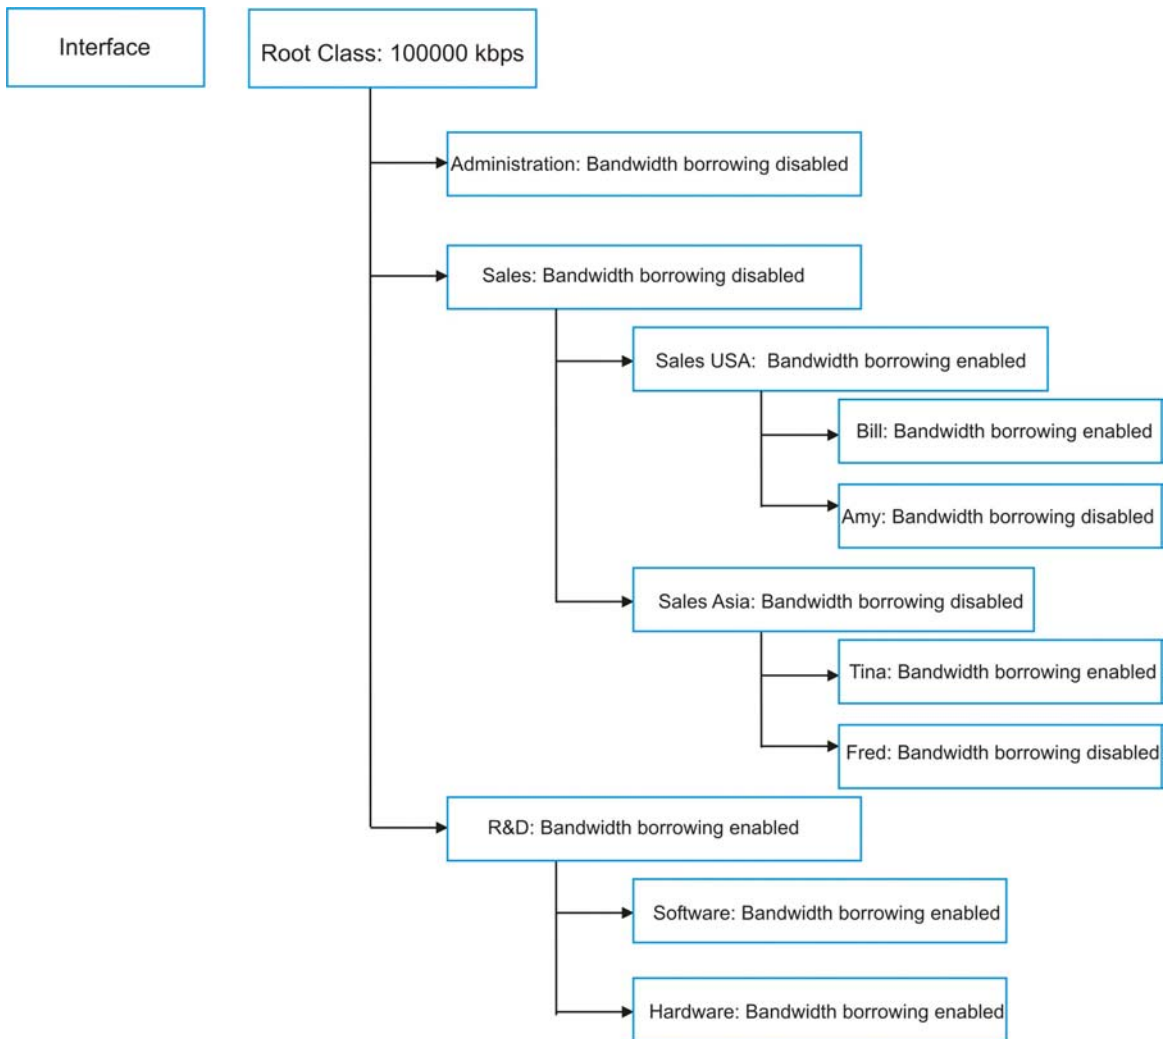 Interface
Root Class: 100000 kbps
Administration: Bandwidth borrowing disabled
Sales: Bandwidth borrowing disabled
Sales USA:  Bandwidth borrowing enabled
Bill: Bandwidth borrowing enabled
Amy: Bandwidth borrowing disabled
Sales Asia: Bandwidth borrowing disabled
Tina: Bandwidth borrowing enabled
Fred: Bandwidth borrowing disabled
R&D: Bandwidth borrowing enabled
Software: Bandwidth borrowing enabled
Hardware: Bandwidth borrowing enabled